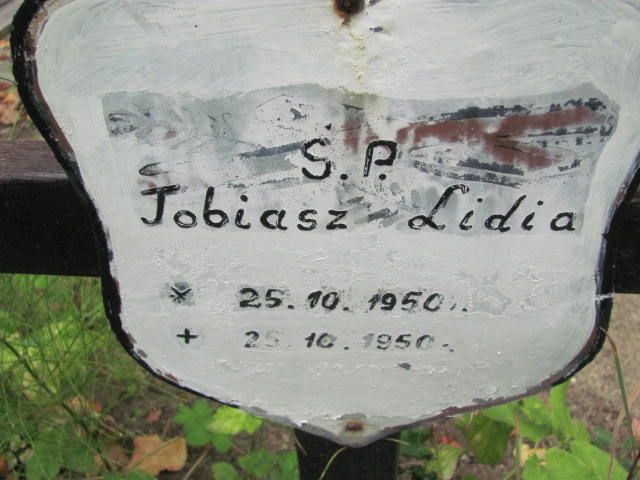 Ś.P.
Tobiasz Lidia
* 25.10.1950.
+ 25.10.1950.